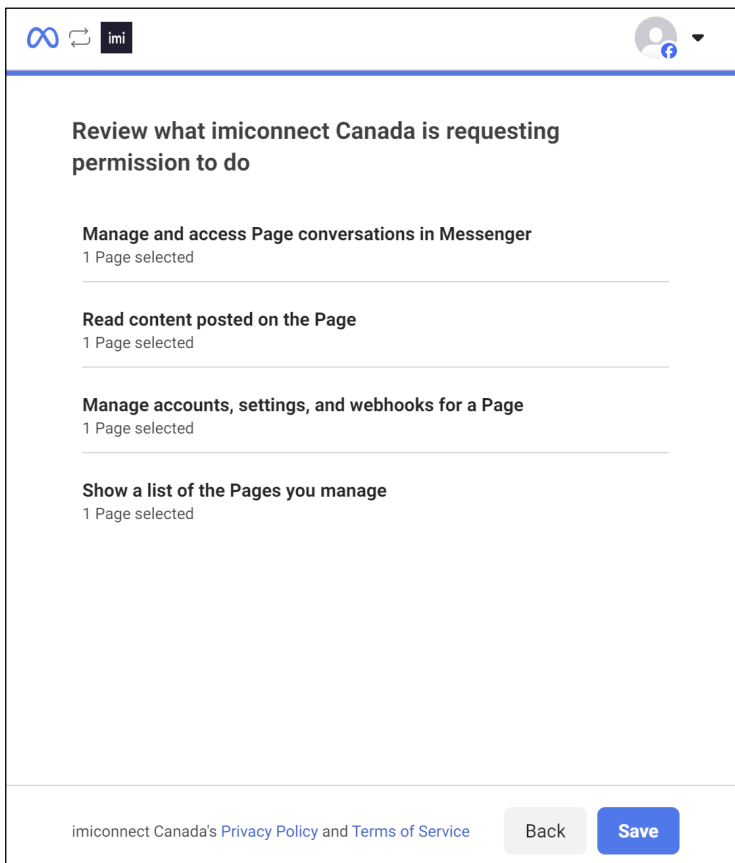 imi
Review what imiconnect Canada is requesting
permission to do
Manage and access Page conversations in Messenger
1 Page selected
Read content posted on the Page
1 Page selected
Manage accounts, settings, and webhooks for a Page
1 Page selected
Show a list of the Pages you manage
1 Page selected
imiconnect Canada's Privacy Policy and Terms of Service
Back
Save